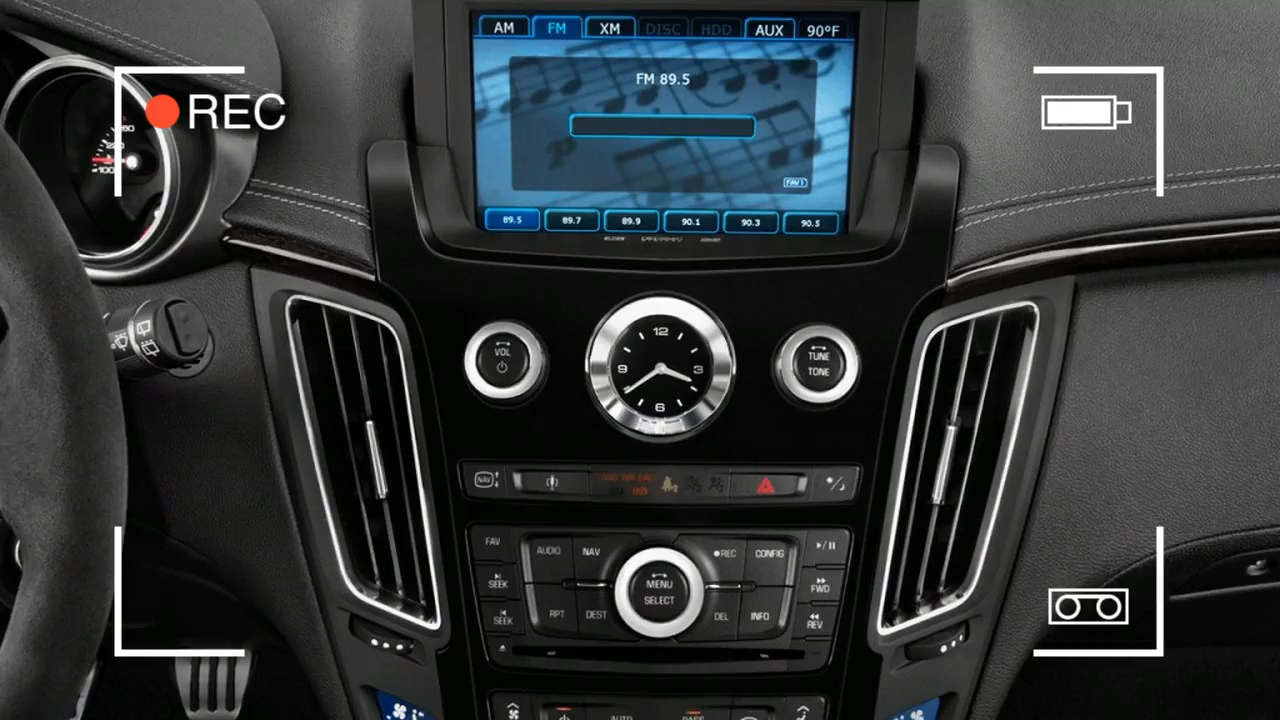 AM FM XM DISC HDD AUX 90°F
REC
FM 89.5
FAV1
89.5 89.7 89.9 90.1 90.3 90.5
VOL
12
9 3
6
TUNE
TONE
NAV
FAV AUDIO NAV REC CONFIG
SEEK MENU FWD
SELECT
SEEK RPT DEST DEL INFO REV
AUTO